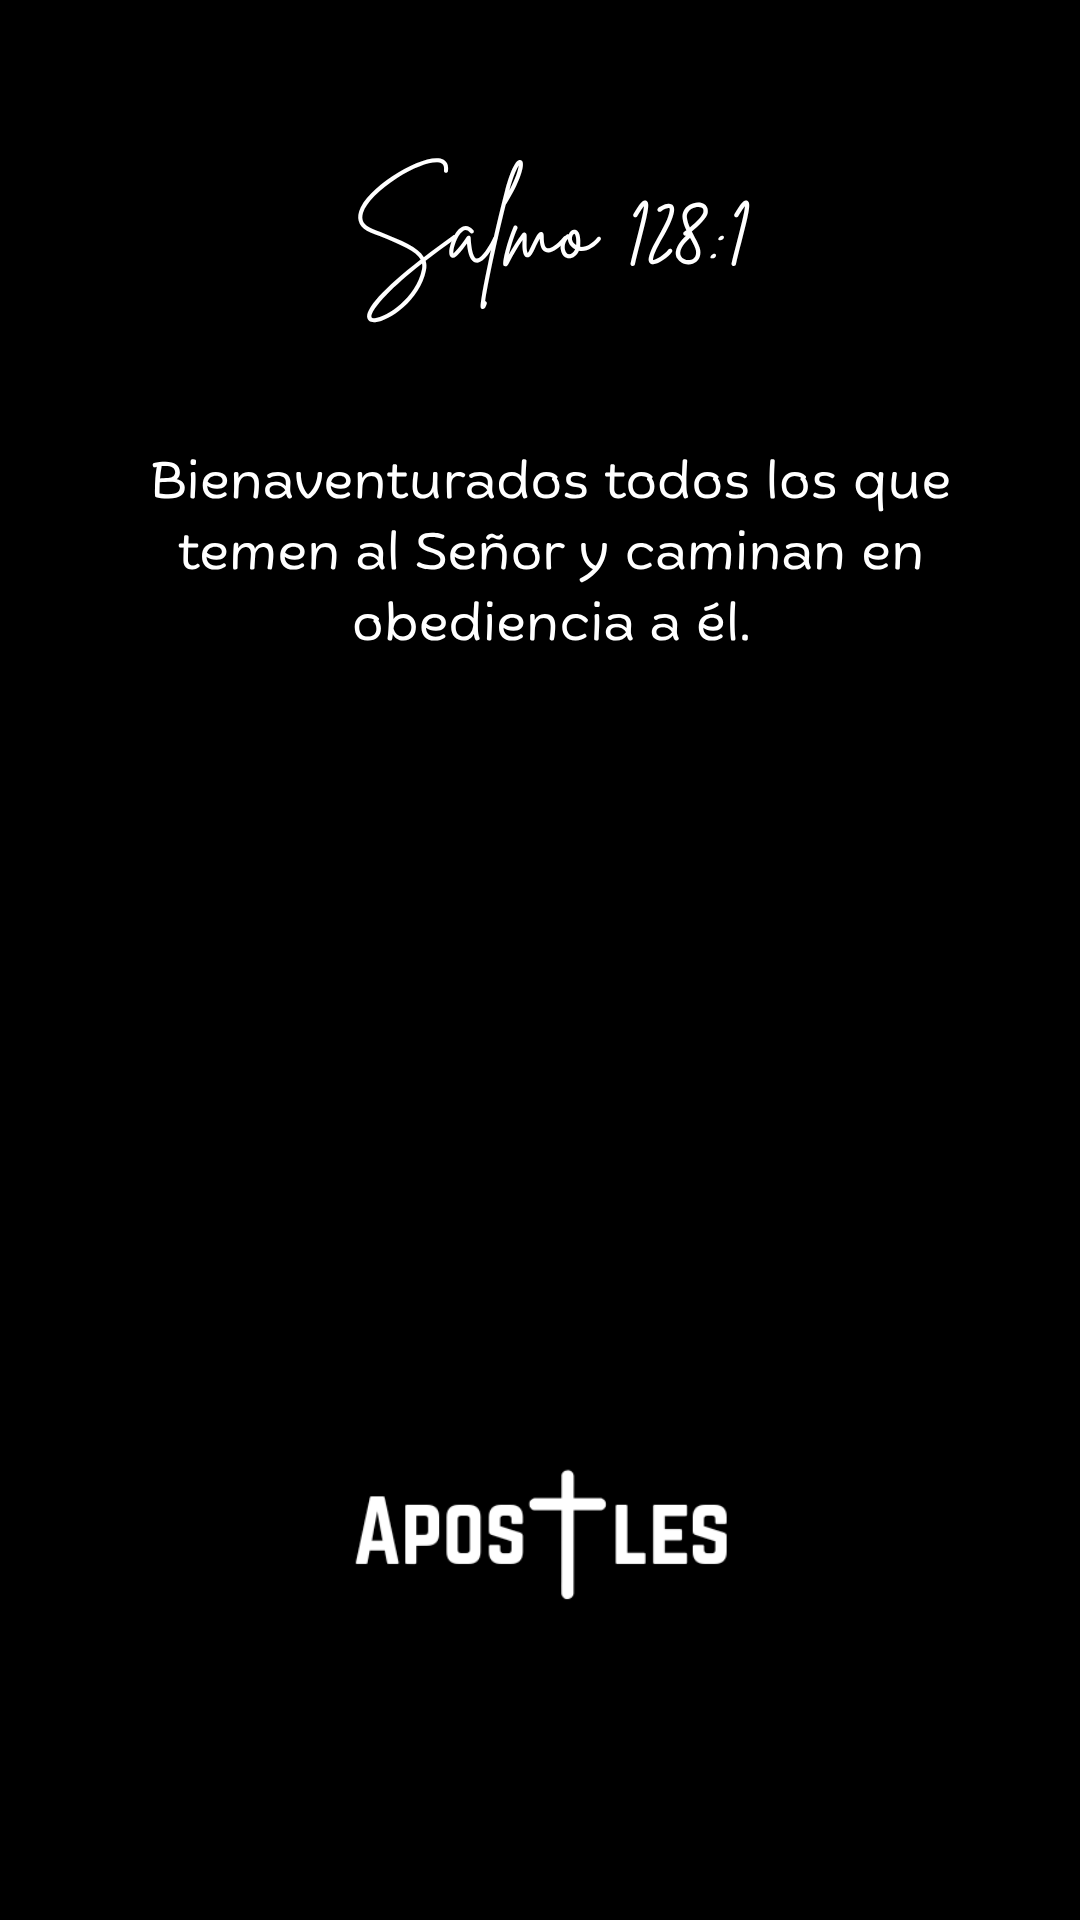 Salmo 128:1
Bienaventurados todos los que
temen al Señor y caminan en
obediencia a él.
APOSTLES